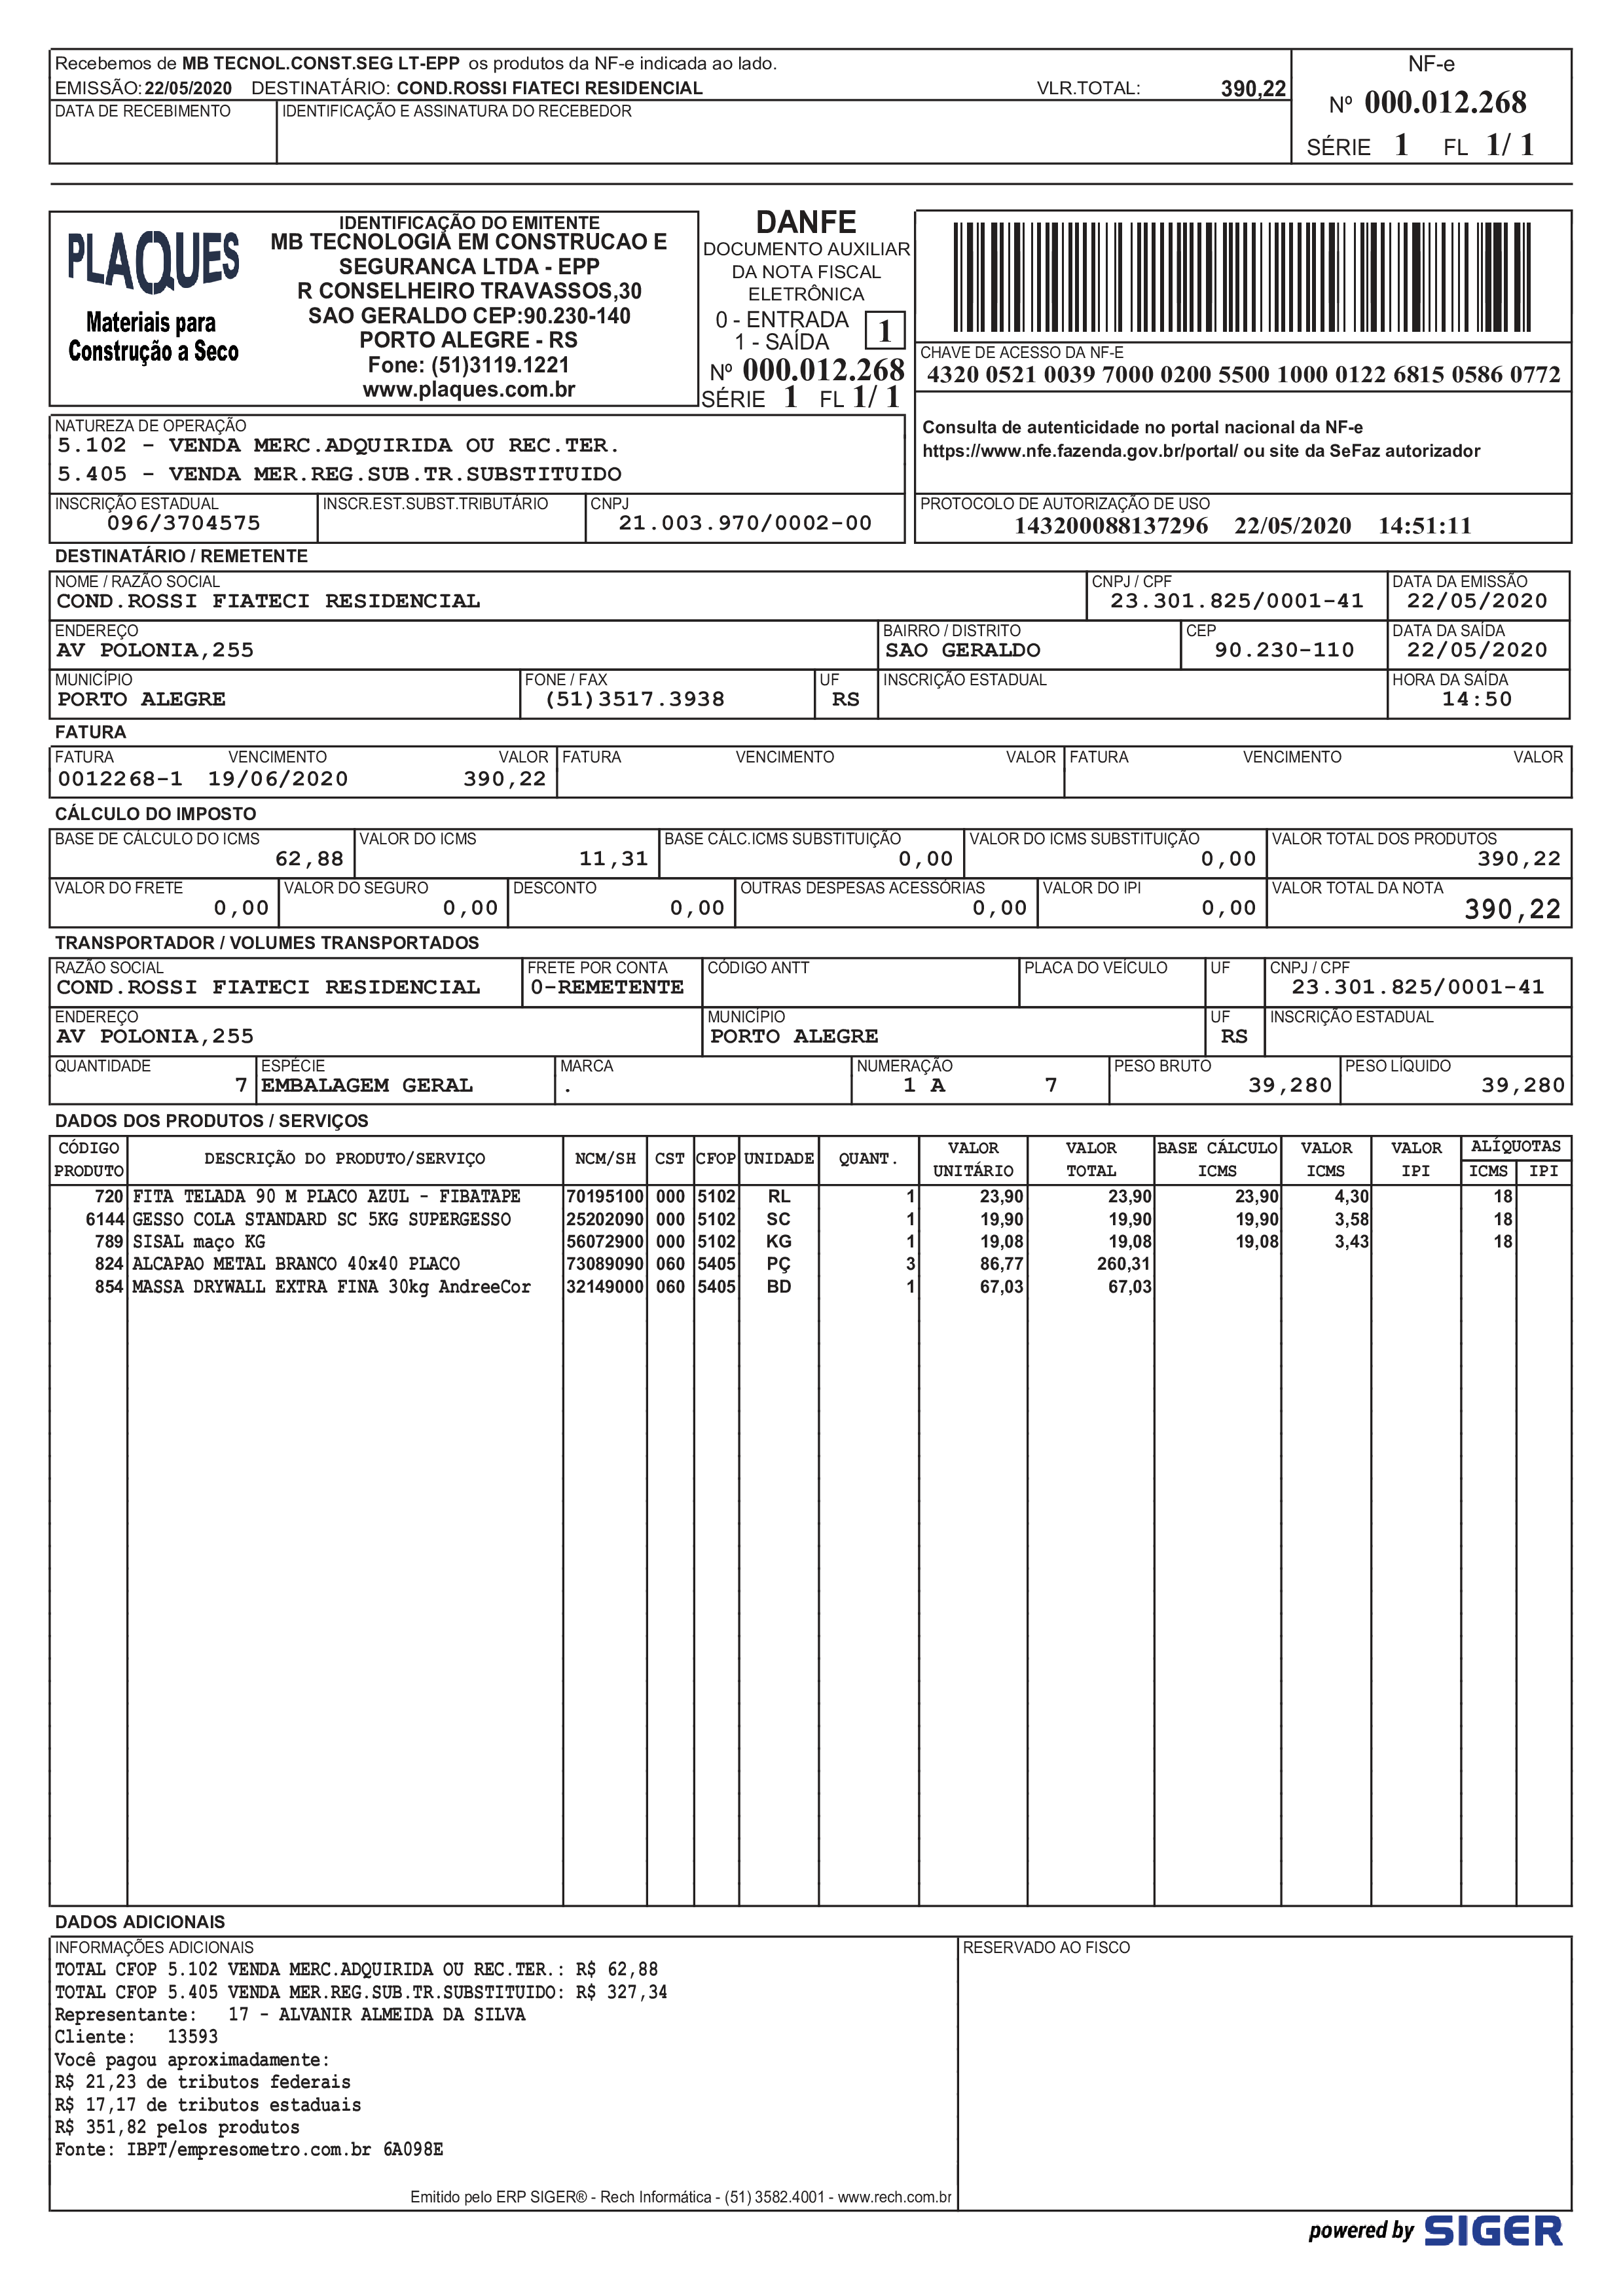 Recebemos de MB TECNOL.CONST.SEG LT-EPP os produtos da NF-e indicada ao lado.
EMISSÃO: 22/05/2020 DESTINATÁRIO: COND.ROSSI FIATECI RESIDENCIAL VLR.TOTAL: 390,22
DATA DE RECEBIMENTO IDENTIFICAÇÃO E ASSINATURA DO RECEBEDOR
NF-e
Nº 000.012.268
SÉRIE 1 FL 1/ 1
PLAQUES
Materiais para
Construção a Seco
IDENTIFICAÇÃO DO EMITENTE
MB TECNOLOGIA EM CONSTRUCAO E
SEGURANCA LTDA - EPP
R CONSELHEIRO TRAVASSOS,30
SAO GERALDO CEP:90.230-140
PORTO ALEGRE - RS
Fone: (51)3119.1221
www.plaques.com.br
DANFE
DOCUMENTO AUXILIAR
DA NOTA FISCAL
ELETRÔNICA
0 - ENTRADA
1 - SAÍDA
1
Nº 000.012.268
SÉRIE 1 FL 1/ 1
CHAVE DE ACESSO DA NF-E
4320 0521 0039 7000 0200 5500 1000 0122 6815 0586 0772
Consulta de autenticidade no portal nacional da NF-e
https://www.nfe.fazenda.gov.br/portal/ ou site da SeFaz autorizador
NATUREZA DE OPERAÇÃO
5.102 - VENDA MERC.ADQUIRIDA OU REC.TER.
5.405 - VENDA MER.REG.SUB.TR.SUBSTITUIDO
INSCRIÇÃO ESTADUAL INSCR.EST.SUBST.TRIBUTÁRIO CNPJ PROTOCOLO DE AUTORIZAÇÃO DE USO
096/3704575 21.003.970/0002-00 143200088137296 22/05/2020 14:51:11
DESTINATÁRIO / REMETENTE
NOME / RAZÃO SOCIAL CNPJ / CPF DATA DA EMISSÃO
COND.ROSSI FIATECI RESIDENCIAL 23.301.825/0001-41 22/05/2020
ENDEREÇO BAIRRO / DISTRITO CEP DATA DA SAÍDA
AV POLONIA,255 SAO GERALDO 90.230-110 22/05/2020
MUNICÍPIO FONE / FAX UF INSCRIÇÃO ESTADUAL HORA DA SAÍDA
PORTO ALEGRE (51)3517.3938 RS 14:50
FATURA
FATURA VENCIMENTO VALOR FATURA VENCIMENTO VALOR FATURA VENCIMENTO VALOR
0012268-1 19/06/2020 390,22
CÁLCULO DO IMPOSTO
BASE DE CÁLCULO DO ICMS VALOR DO ICMS BASE CÁLC.ICMS SUBSTITUIÇÃO VALOR DO ICMS SUBSTITUIÇÃO VALOR TOTAL DOS PRODUTOS
62,88 11,31 0,00 0,00 390,22
VALOR DO FRETE VALOR DO SEGURO DESCONTO OUTRAS DESPESAS ACESSÓRIAS VALOR DO IPI VALOR TOTAL DA NOTA
0,00 0,00 0,00 0,00 0,00 390,22
TRANSPORTADOR / VOLUMES TRANSPORTADOS
RAZÃO SOCIAL FRETE POR CONTA CÓDIGO ANTT PLACA DO VEÍCULO UF CNPJ / CPF
COND.ROSSI FIATECI RESIDENCIAL 0-REMETENTE 23.301.825/0001-41
ENDEREÇO MUNICÍPIO UF INSCRIÇÃO ESTADUAL
AV POLONIA,255 PORTO ALEGRE RS
QUANTIDADE ESPÉCIE MARCA NUMERAÇÃO PESO BRUTO PESO LÍQUIDO
7 EMBALAGEM GERAL . 1 A 7 39,280 39,280
DADOS DOS PRODUTOS / SERVIÇOS
CÓDIGO PRODUTO DESCRIÇÃO DO PRODUTO/SERVIÇO NCM/SH CST CFOP UNIDADE QUANT. VALOR UNITÁRIO VALOR TOTAL BASE CÁLCULO ICMS VALOR ICMS VALOR IPI ALÍQUOTAS ICMS IPI
720 FITA TELADA 90 M PLACO AZUL - FIBATAPE 70195100 000 5102 RL 1 23,90 23,90 23,90 4,30 18
6144 GESSO COLA STANDARD SC 5KG SUPERGESSO 25202090 000 5102 SC 1 19,90 19,90 19,90 3,58 18
789 SISAL maço KG 56072900 000 5102 KG 1 19,08 19,08 19,08 3,43 18
824 ALCAPAO METAL BRANCO 40x40 PLACO 73089090 060 5405 PÇ 3 86,77 260,31
854 MASSA DRYWALL EXTRA FINA 30kg AndreeCor 32149000 060 5405 BD 1 67,03 67,03
DADOS ADICIONAIS
INFORMAÇÕES ADICIONAIS RESERVADO AO FISCO
TOTAL CFOP 5.102 VENDA MERC.ADQUIRIDA OU REC.TER.: R$ 62,88
TOTAL CFOP 5.405 VENDA MER.REG.SUB.TR.SUBSTITUIDO: R$ 327,34
Representante: 17 - ALVANIR ALMEIDA DA SILVA
Cliente: 13593
Você pagou aproximadamente:
R$ 21,23 de tributos federais
R$ 17,17 de tributos estaduais
R$ 351,82 pelos produtos
Fonte: IBPT/empresometro.com.br 6A098E
Emitido pelo ERP SIGER® - Rech Informática - (51) 3582.4001 - www.rech.com.br
powered by SIGER